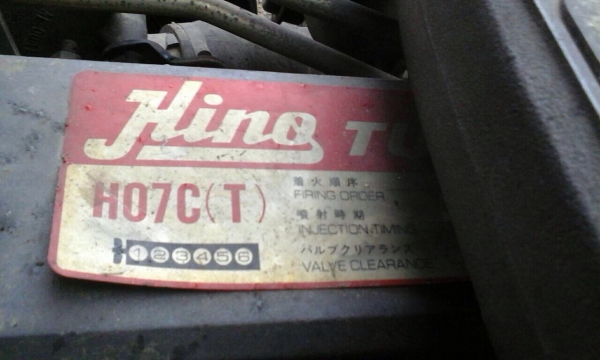 Hino TU
H07C(T)
着火順序
FIRING ORDER
噴射時期
INJECTION TIMING
バルブクリアランス
VALVE CLEARANCE
123456